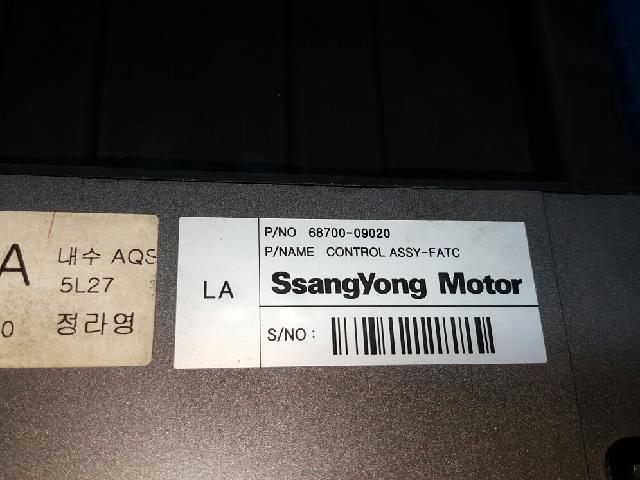 A
내수 AQS
5L27
0
정라영
LA
P/NO 68700-09020
P/NAME CONTROL ASSY-FATC
SsangYong Motor
S/NO :